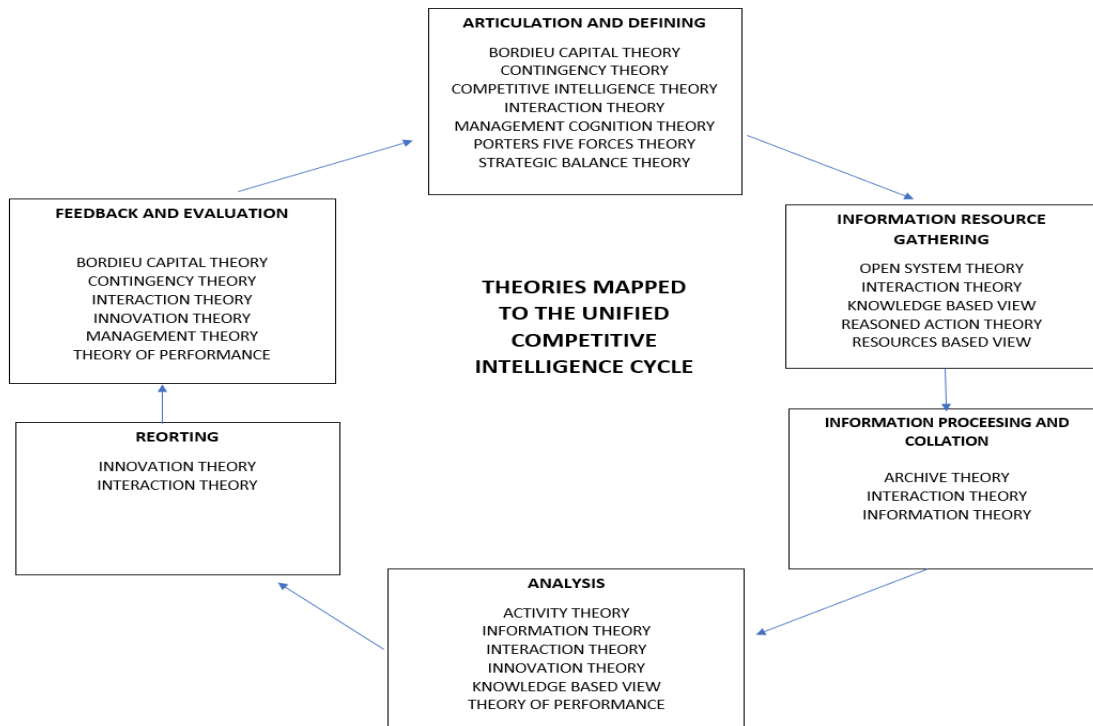 ARTICULATION AND DEFINING
BORDIEU CAPITAL THEORY
CONTINGENCY THEORY
COMPETITIVE INTELLIGENCE THEORY
INTERACTION THEORY
MANAGEMENT COGNITION THEORY
PORTERS FIVE FORCES THEORY
STRATEGIC BALANCE THEORY
INFORMATION RESOURCE
GATHERING
OPEN SYSTEM THEORY
INTERACTION THEORY
KNOWLEDGE BASED VIEW
REASONED ACTION THEORY
RESOURCES BASED VIEW
INFORMATION PROCEESING AND
COLLATION
ARCHIVE THEORY
INTERACTION THEORY
INFORMATION THEORY
ANALYSIS
ACTIVITY THEORY
INFORMATION THEORY
INTERACTION THEORY
INNOVATION THEORY
KNOWLEDGE BASED VIEW
THEORY OF PERFORMANCE
REORTING
INNOVATION THEORY
INTERACTION THEORY
FEEDBACK AND EVALUATION
BORDIEU CAPITAL THEORY
CONTINGENCY THEORY
INTERACTION THEORY
INNOVATION THEORY
MANAGEMENT THEORY
THEORY OF PERFORMANCE
THEORIES MAPPED
TO THE UNIFIED
COMPETITIVE
INTELLIGENCE CYCLE